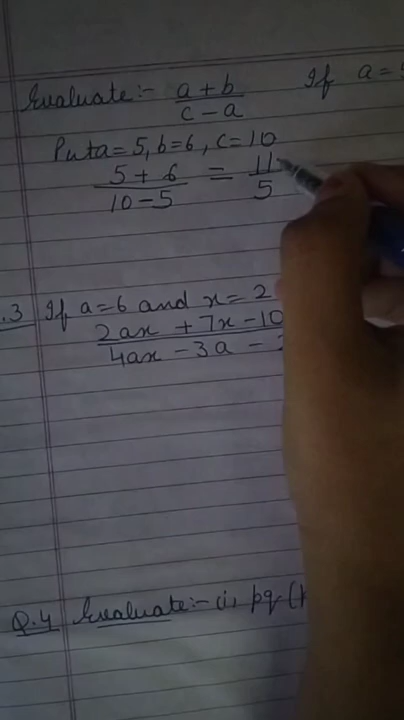 Evaluate:- a + b / c - a If a =
Put a = 5, b = 6, c = 10
5 + 6 / 10 - 5 = 11 / 5
.3 If a = 6 and x = 2
2ax + 7x - 10
4ax - 3a -
Q.4 Evaluate:- (i, pq (